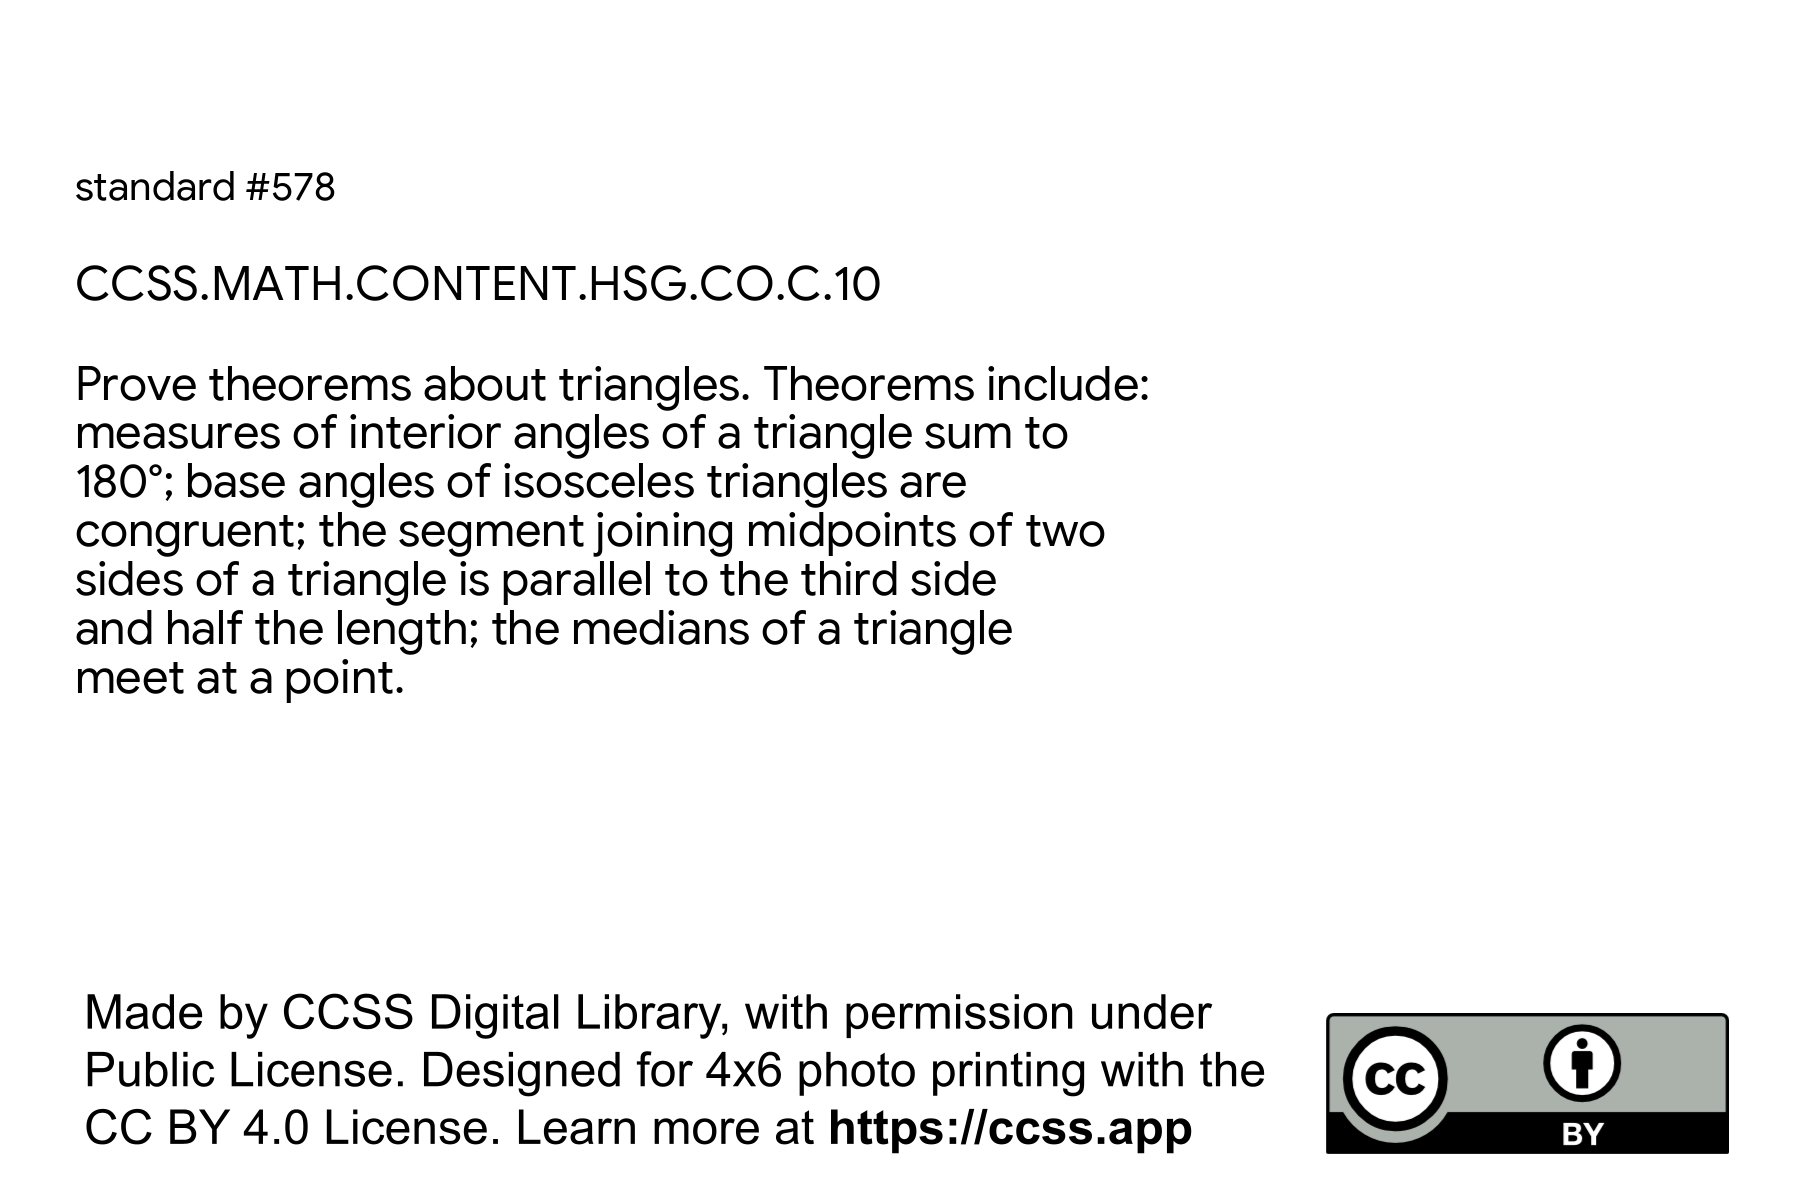 standard #578
CCSS.MATH.CONTENT.HSG.CO.C.10
Prove theorems about triangles. Theorems include:
measures of interior angles of a triangle sum to
180°; base angles of isosceles triangles are
congruent; the segment joining midpoints of two
sides of a triangle is parallel to the third side
and half the length; the medians of a triangle
meet at a point.
Made by CCSS Digital Library, with permission under
Public License. Designed for 4x6 photo printing with the
CC BY 4.0 License. Learn more at https://ccss.app
CC
BY